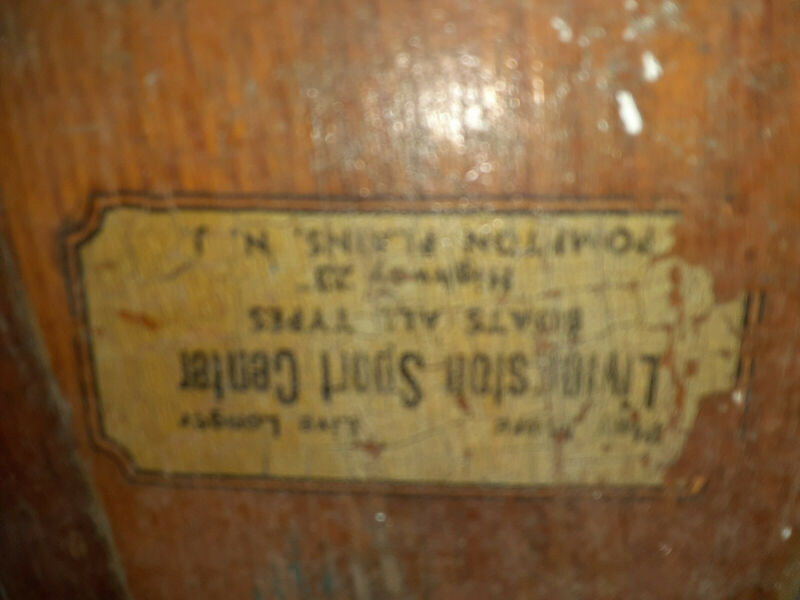 Play More Live Longer
Livingston Sport Center
BOATS ALL TYPES
Highway 23
POMPTON PLAINS, N. J.